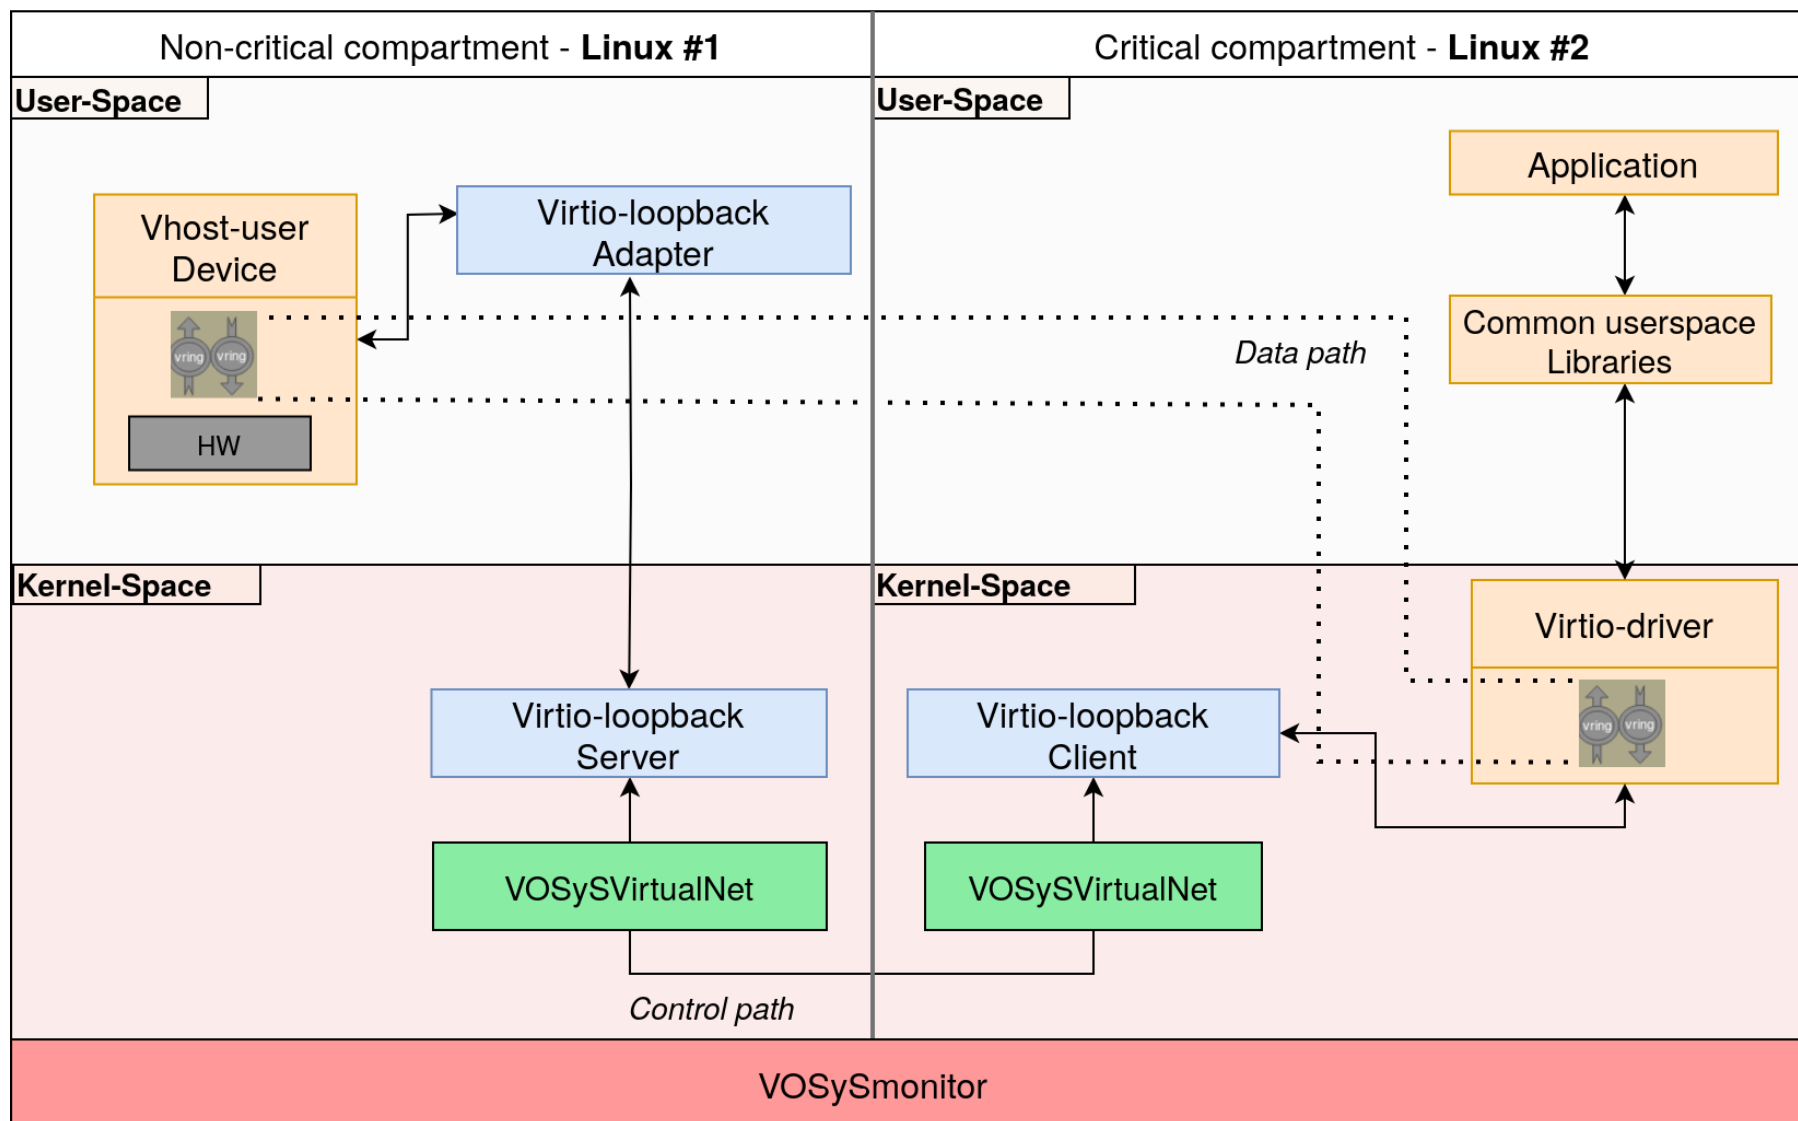 Non-critical compartment - Linux #1
Critical compartment - Linux #2
User-Space
User-Space
Application
Vhost-user
Device
Virtio-loopback
Adapter
Common userspace
Libraries
Data path
vring
vring
HW
Kernel-Space
Kernel-Space
Virtio-driver
vring
vring
Virtio-loopback
Server
Virtio-loopback
Client
VOSySVirtualNet
VOSySVirtualNet
Control path
VOSySmonitor